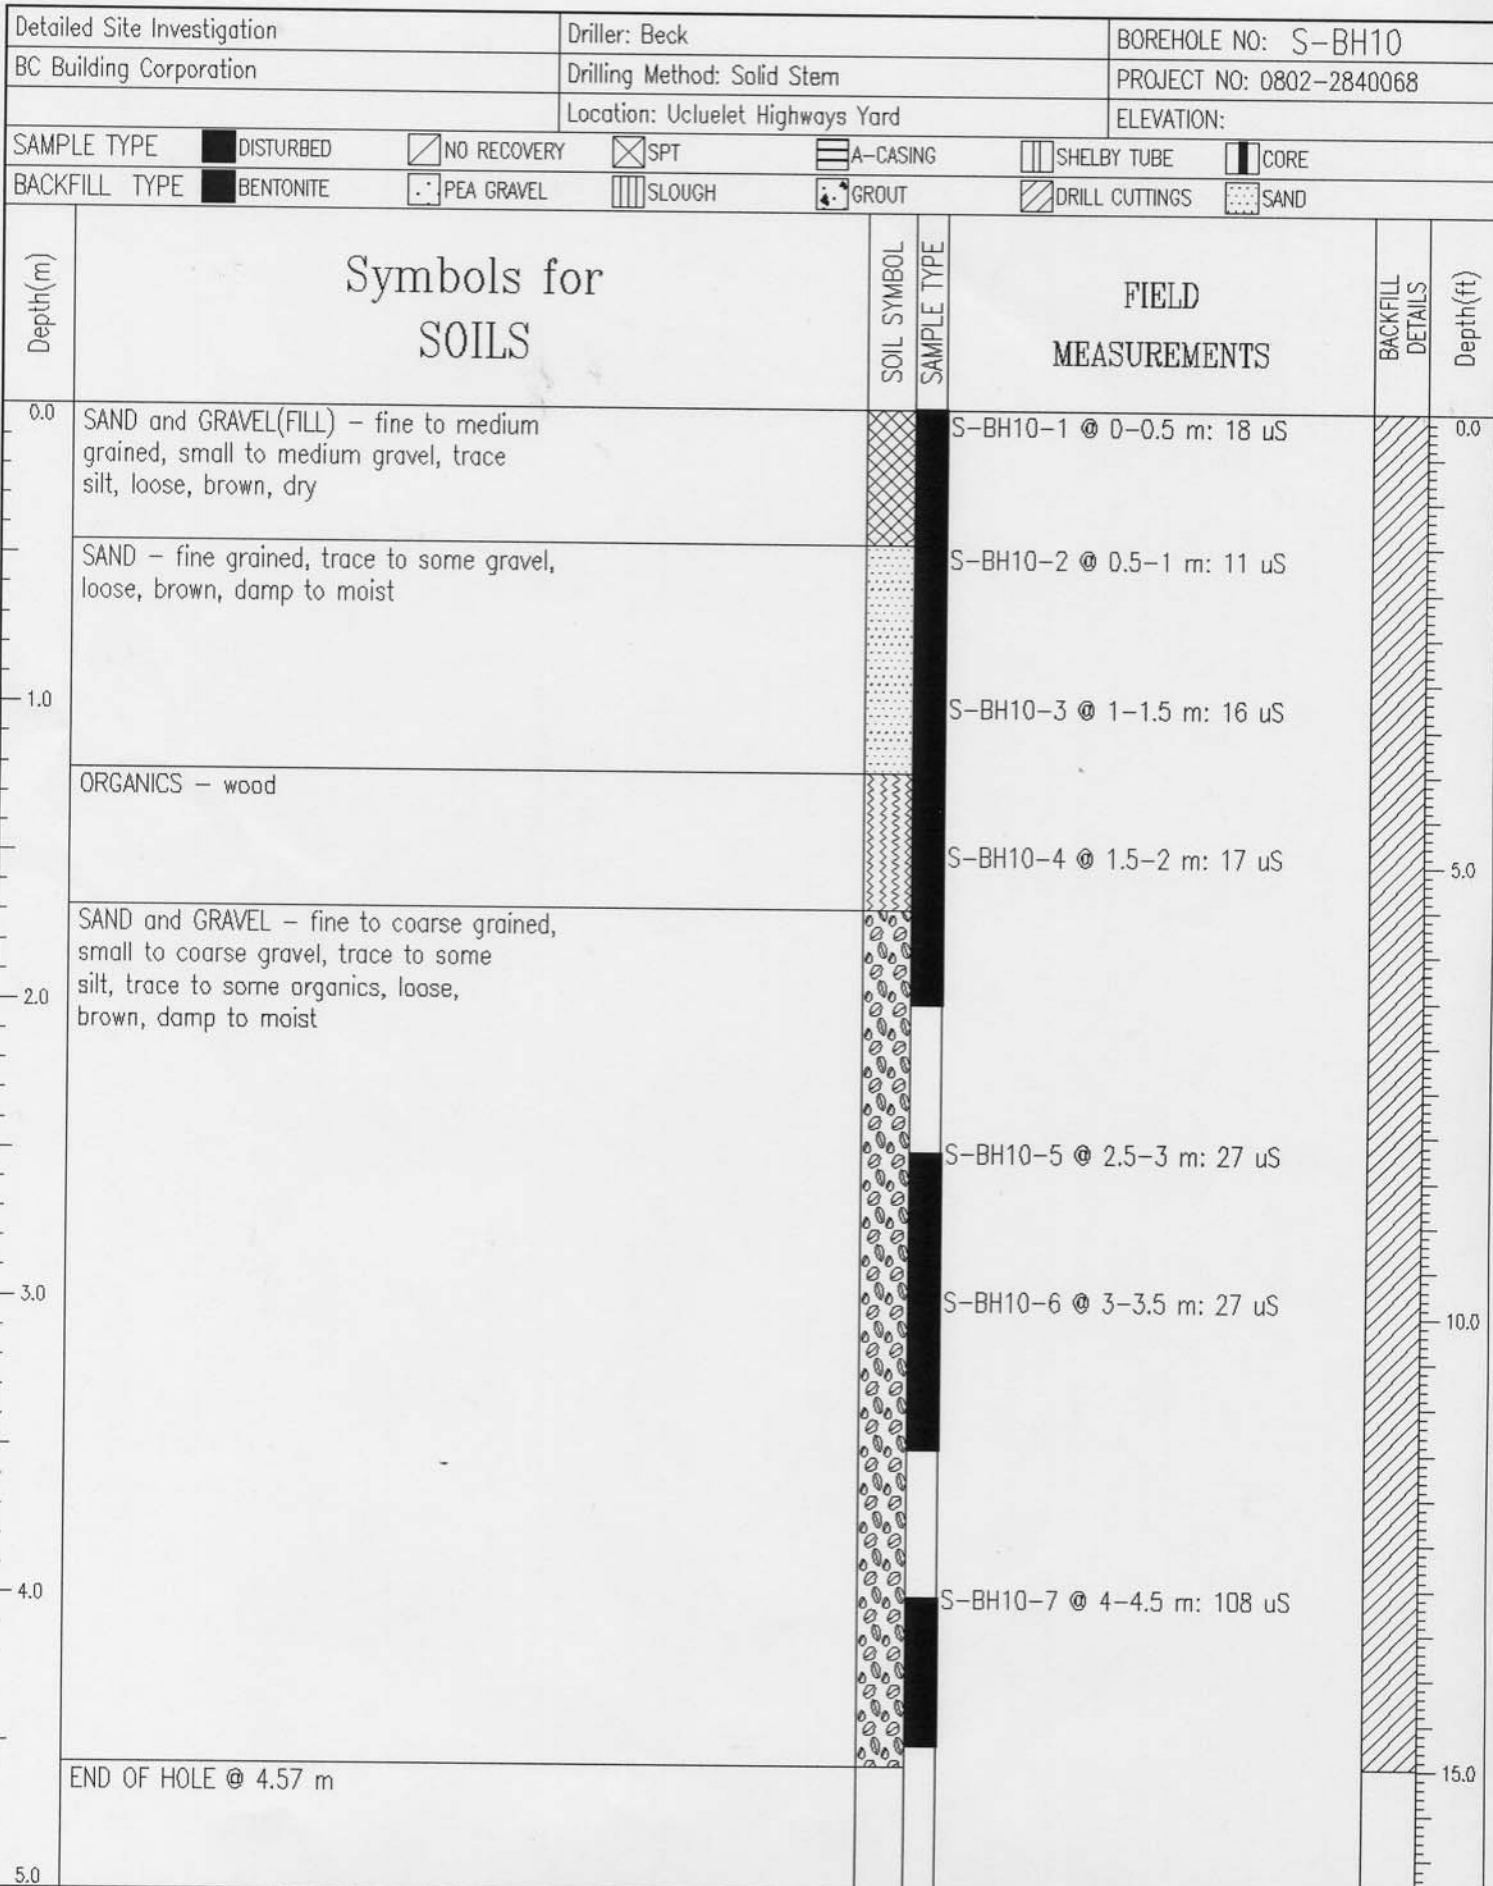 Detailed Site Investigation
Driller: Beck
BOREHOLE NO: S-BH10
BC Building Corporation
Drilling Method: Solid Stem
PROJECT NO: 0802-2840068
Location: Ucluelet Highways Yard
ELEVATION:
SAMPLE TYPE DISTURBED NO RECOVERY SPT A-CASING SHELBY TUBE CORE
BACKFILL TYPE BENTONITE PEA GRAVEL SLOUGH GROUT DRILL CUTTINGS SAND
Depth(m)
Symbols for
SOILS
SOIL SYMBOL
SAMPLE TYPE
FIELD
MEASUREMENTS
BACKFILL
DETAILS
Depth(ft)
0.0
SAND and GRAVEL(FILL) - fine to medium
grained, small to medium gravel, trace
silt, loose, brown, dry
S-BH10-1 @ 0-0.5 m: 18 uS
0.0
SAND - fine grained, trace to some gravel,
loose, brown, damp to moist
S-BH10-2 @ 0.5-1 m: 11 uS
1.0
S-BH10-3 @ 1-1.5 m: 16 uS
ORGANICS - wood
S-BH10-4 @ 1.5-2 m: 17 uS
5.0
SAND and GRAVEL - fine to coarse grained,
small to coarse gravel, trace to some
silt, trace to some organics, loose,
brown, damp to moist
2.0
S-BH10-5 @ 2.5-3 m: 27 uS
3.0
S-BH10-6 @ 3-3.5 m: 27 uS
10.0
4.0
S-BH10-7 @ 4-4.5 m: 108 uS
END OF HOLE @ 4.57 m
15.0
5.0